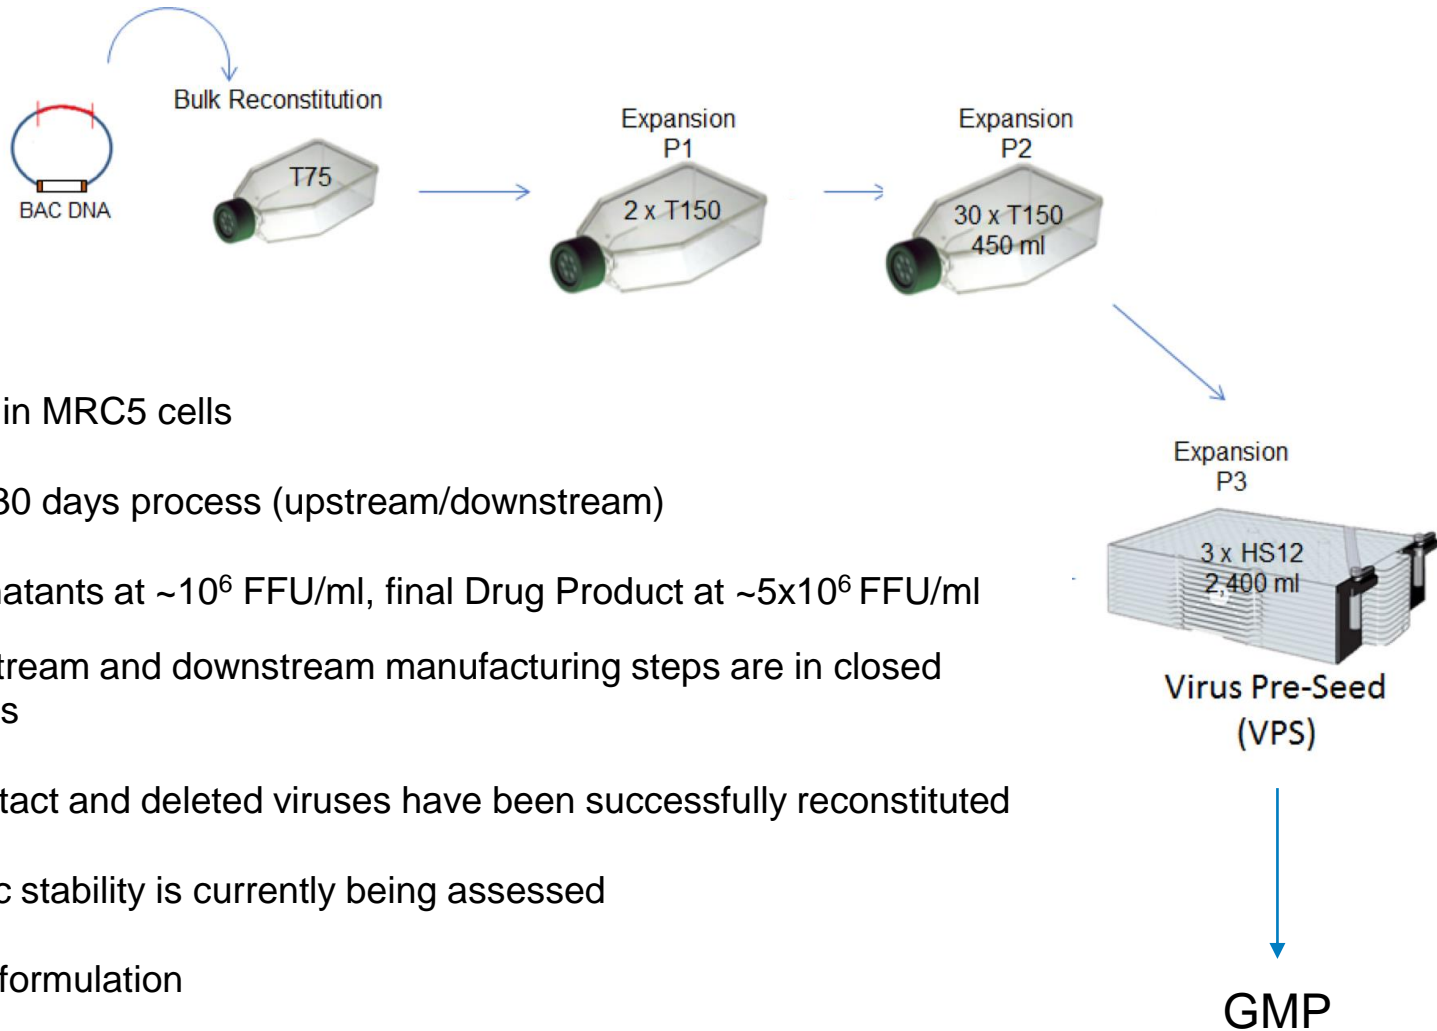 Bulk Reconstitution
T75
BAC DNA
Expansion
P1
2 x T150
Expansion
P2
30 x T150
450 ml
Expansion
P3
3 x HS12
2,400 ml
Virus Pre-Seed
(VPS)
GMP
in MRC5 cells
30 days process (upstream/downstream)
natants at ~10⁶ FFU/ml, final Drug Product at ~5x10⁶ FFU/ml
tream and downstream manufacturing steps are in closed
s
tact and deleted viruses have been successfully reconstituted
c stability is currently being assessed
formulation